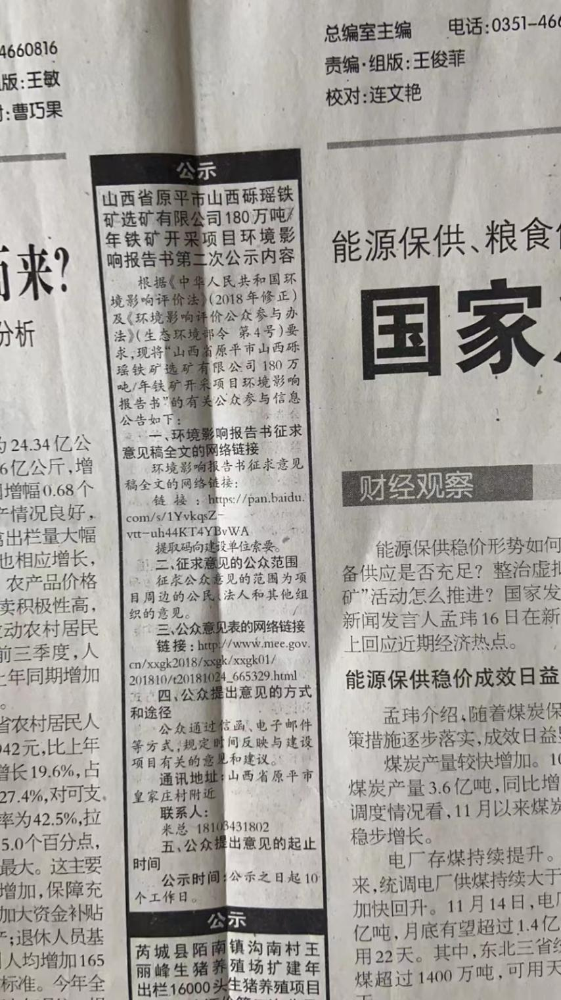 4660816
版:王敏
对:曹巧果
而来?
分析
为24.34亿公
6亿公斤,增
增幅0.68个
产情况良好,
禽出栏量大幅
也相应增长,
农产品价格
卖积极性高,
动农村居民
前三季度,人
上年同期增加
。
省农村居民人
942元,比上年
增长19.6%,占
27.4%,对可支
率为42.5%,拉
5.0个百分点,
最大。这主要
增加,保障充
加大资金补贴
;退休人员基
人均增加165
标准。今年全
公示
山西省原平市山西砾瑶铁
矿选矿有限公司180万吨/
年铁矿开采项目环境影
响报告书第二次公示内容
根据《中华人民共和国环
境影响评价法》(2018年修正)
及《环境影响评价公众参与办
法》(生态环境部令 第4号)要
求,现将“山西省原平市山西砾
瑶铁矿选矿有限公司180万
吨/年铁矿开采项目环境影响
报告书”的有关公众参与信息
公告如下:
一、环境影响报告书征求
意见稿全文的网络链接
环境影响报告书征求意见
稿全文的网络链接:
链接:https://pan.baidu.
com/s/1YvkqsZ-
vtt-uh44KT4YBvWA
提取码向建设单位索要。
二、征求意见的公众范围
征求公众意见的范围为项
目周边的公民、法人和其他组
织的意见。
三、公众意见表的网络链接
链接:http://www.mee.gov.
cn/xxgk2018/xxgk/xxgk01/
201810/t20181024_665329.html
四、公众提出意见的方式
和途径
公众通过信函、电子邮件
等方式,规定时间反映与建设
项目有关的意见和建议。
通讯地址:山西省原平市
皇家庄村附近
联系人:
米总 18103431802
五、公众提出意见的起止
时间
公示时间:公示之日起10
个工作日。
公示
芮城县陌南镇沟南村王
丽峰生猪养殖场扩建年
出栏16000头生猪养殖项目
总编室主编 电话:0351-466
责编·组版:王俊菲
校对:连文艳
能源保供、粮食
国家
财经观察
能源保供稳价形势如何
备供应是否充足?整治虚拟
矿”活动怎么推进?国家发
新闻发言人孟玮16日在新
上回应近期经济热点。
能源保供稳价成效日益
孟玮介绍,随着煤炭保
策措施逐步落实,成效日益
煤炭产量较快增加。10
煤炭产量3.6亿吨,同比增
调度情况看,11月以来煤炭
稳步增长。
电厂存煤持续提升。
来,统调电厂供煤持续大于
加快回升。11月14日,电厂
亿吨,月底有望超过1.4亿
用22天。其中,东北三省
煤超过1400万吨,可用天